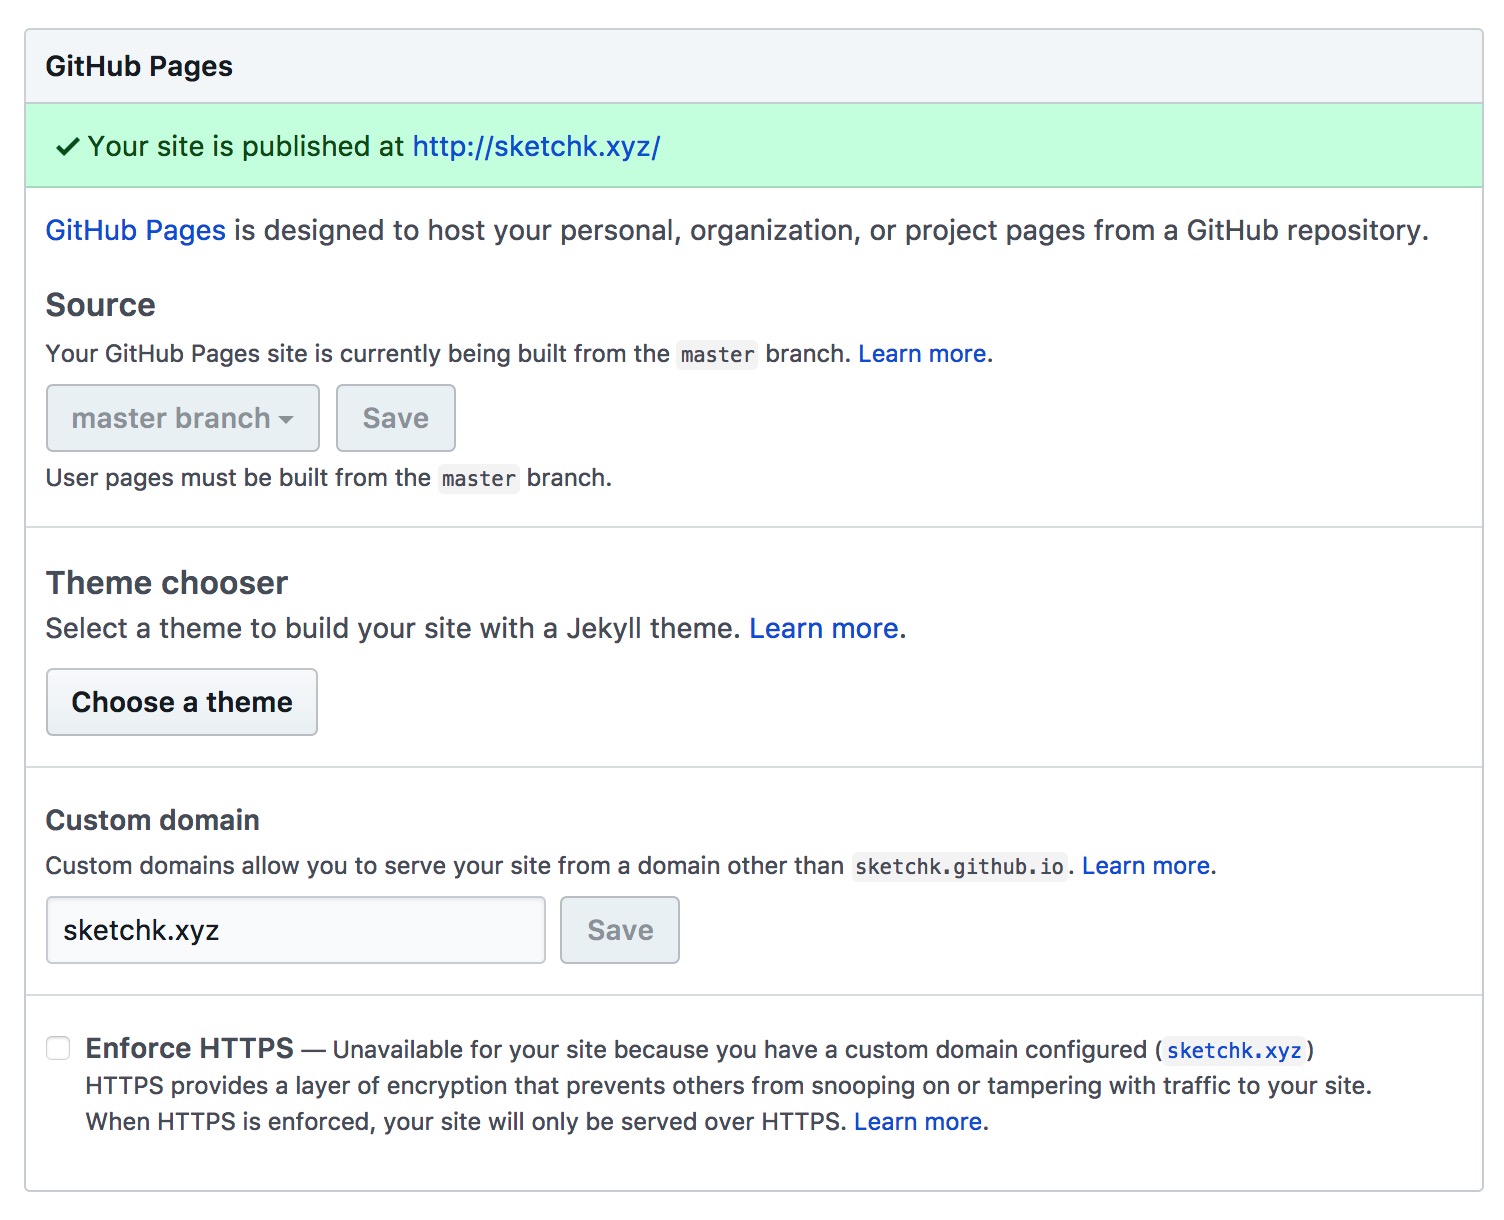 GitHub Pages
Your site is published at http://sketchk.xyz/
GitHub Pages is designed to host your personal, organization, or project pages from a GitHub repository.
Source
Your GitHub Pages site is currently being built from the master branch. Learn more.
master branch Save
User pages must be built from the master branch.
Theme chooser
Select a theme to build your site with a Jekyll theme. Learn more.
Choose a theme
Custom domain
Custom domains allow you to serve your site from a domain other than sketchk.github.io. Learn more.
sketchk.xyz Save
Enforce HTTPS — Unavailable for your site because you have a custom domain configured (sketchk.xyz)
HTTPS provides a layer of encryption that prevents others from snooping on or tampering with traffic to your site.
When HTTPS is enforced, your site will only be served over HTTPS. Learn more.